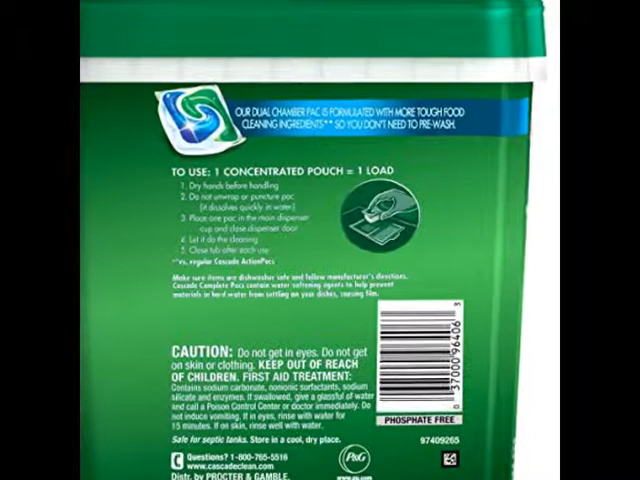 OUR DUAL CHAMBER PAC IS FORMULATED WITH MORE TOUGH FOOD
CLEANING INGREDIENTS** SO YOU DON'T NEED TO PRE-WASH.
TO USE: 1 CONCENTRATED POUCH = 1 LOAD
1. Dry hands before handling
2. Do not unwrap or puncture pac
(it dissolves quickly in water)
3. Place one pac in the main dispenser
cup and close dispenser door
4. Let it do the cleaning
5. Close tub after each use
**vs. regular Cascade ActionPacs
Make sure items are dishwasher safe and follow manufacturer's directions.
Cascade Complete Pacs contain water softening agents to help prevent
materials in hard water from settling on your dishes, causing film.
CAUTION: Do not get in eyes. Do not get
on skin or clothing. KEEP OUT OF REACH
OF CHILDREN. FIRST AID TREATMENT:
Contains sodium carbonate, nonionic surfactants, sodium
silicate and enzymes. If swallowed, give a glassful of water
and call a Poison Control Center or doctor immediately. Do
not induce vomiting. If in eyes, rinse with water for
15 minutes. If on skin, rinse well with water.
Safe for septic tanks. Store in a cool, dry place.
Questions? 1-800-765-5516
www.cascadeclean.com
Distr. by PROCTER & GAMBLE,
P&G
www.pg.com
0 37000 96406 3
PHOSPHATE FREE
97409265